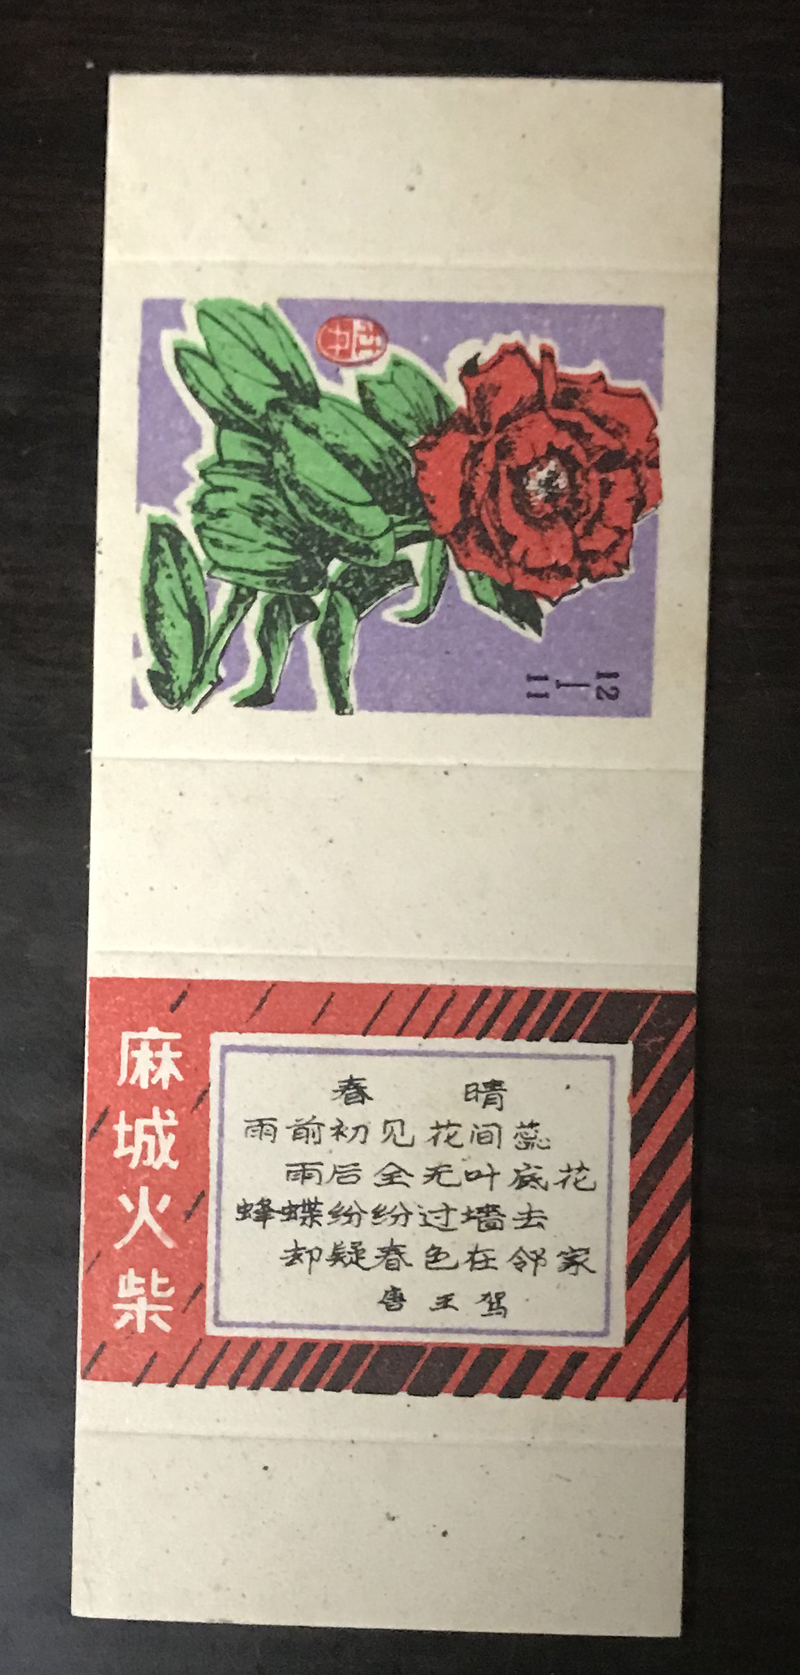 牡丹
12
—
11
麻城火柴
春 晴
雨前初见花间蕊
雨后全无叶底花
蜂蝶纷纷过墙去
却疑春色在邻家
唐 王驾